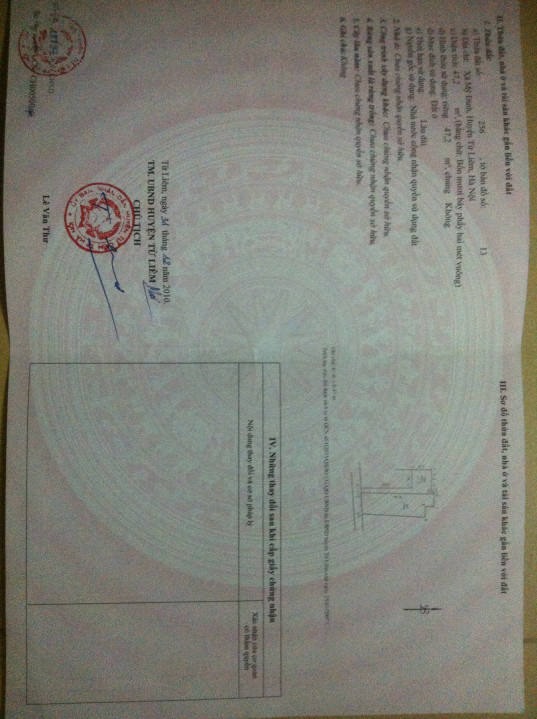 II. Thửa đất, nhà ở và tài sản khác gắn liền với đất
1. Thửa đất:
a) Thửa đất số: 256 , tờ bản đồ số: 13
b) Địa chỉ: Xã Mỹ Đình, Huyện Từ Liêm, Hà Nội
c) Diện tích: 47,2 m², (bằng chữ: Bốn mươi bảy phẩy hai mét vuông)
d) Hình thức sử dụng: riêng 47,2 m², chung Không
đ) Mục đích sử dụng: Đất ở
e) Thời hạn sử dụng: Lâu dài
g) Nguồn gốc sử dụng: Nhà nước công nhận quyền sử dụng đất
2. Nhà ở: Chưa chứng nhận quyền sở hữu.
3. Công trình xây dựng khác: Chưa chứng nhận quyền sở hữu.
4. Rừng sản xuất là rừng trồng: Chưa chứng nhận quyền sở hữu.
5. Cây lâu năm: Chưa chứng nhận quyền sở hữu.
6. Ghi chú: Không
Từ Liêm, ngày 31 tháng 12 năm 2010.
TM. UBND HUYỆN TỪ LIÊM
CHỦ TỊCH
Lê Văn Thư
III. Sơ đồ thửa đất, nhà ở và tài sản khác gắn liền với đất
IV. Những thay đổi sau khi cấp giấy chứng nhận
Nội dung thay đổi và cơ sở pháp lý
Xác nhận của cơ quan
có thẩm quyền